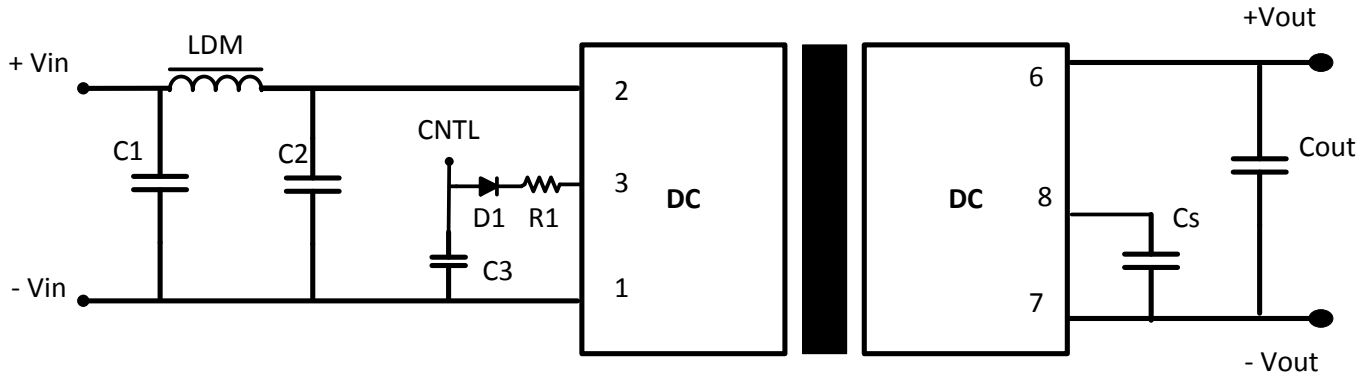 +Vout
LDM
+ Vin
2
6
C1
C2
CNTL
Cout
3
DC
DC
8
D1
R1
Cs
C3
- Vin
1
7
- Vout